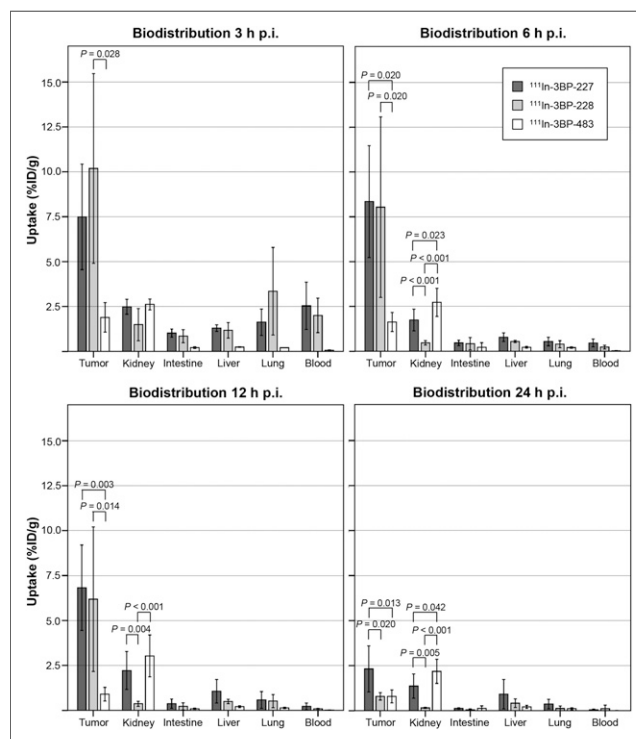 Biodistribution 3 h p.i.
P = 0.028
15.0
12.5
10.0
7.5
5.0
2.5
Uptake (%ID/g)
Tumor Kidney Intestine Liver Lung Blood
Biodistribution 6 h p.i.
¹¹¹In-3BP-227
¹¹¹In-3BP-228
¹¹¹In-3BP-483
P = 0.020
P = 0.020
P = 0.023
P < 0.001
P < 0.001
Tumor Kidney Intestine Liver Lung Blood
Biodistribution 12 h p.i.
15.0
12.5
10.0
7.5
5.0
2.5
Uptake (%ID/g)
P = 0.003
P = 0.014
P < 0.001
P = 0.004
Tumor Kidney Intestine Liver Lung Blood
Biodistribution 24 h p.i.
P = 0.013
P = 0.020
P = 0.042
P < 0.001
P = 0.005
Tumor Kidney Intestine Liver Lung Blood